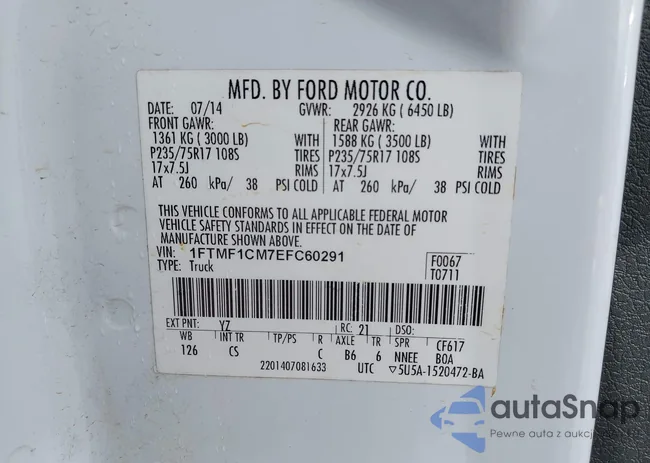 MFD. BY FORD MOTOR CO.
DATE: 07/14 GVWR: 2926 KG ( 6450 LB)
FRONT GAWR: REAR GAWR:
1361 KG ( 3000 LB) WITH 1588 KG ( 3500 LB) WITH
P235/75R17 108S TIRES P235/75R17 108S TIRES
17x7.5J RIMS 17x7.5J RIMS
AT 260 kPa/ 38 PSI COLD AT 260 kPa/ 38 PSI COLD
THIS VEHICLE CONFORMS TO ALL APPLICABLE FEDERAL MOTOR
VEHICLE SAFETY STANDARDS IN EFFECT ON THE DATE OF
MANUFACTURE SHOWN ABOVE.
VIN: 1FTMF1CM7EFC60291 F0067
TYPE: Truck T0711
EXT PNT: YZ RC: 21 DSO:
WB INT TR TP/PS R AXLE TR SPR CF617
126 CS C B6 6 NNEE BOA
2201407081633 UTC ▽5U5A-1520472-BA
autaSnap
Pewne auta z aukcji